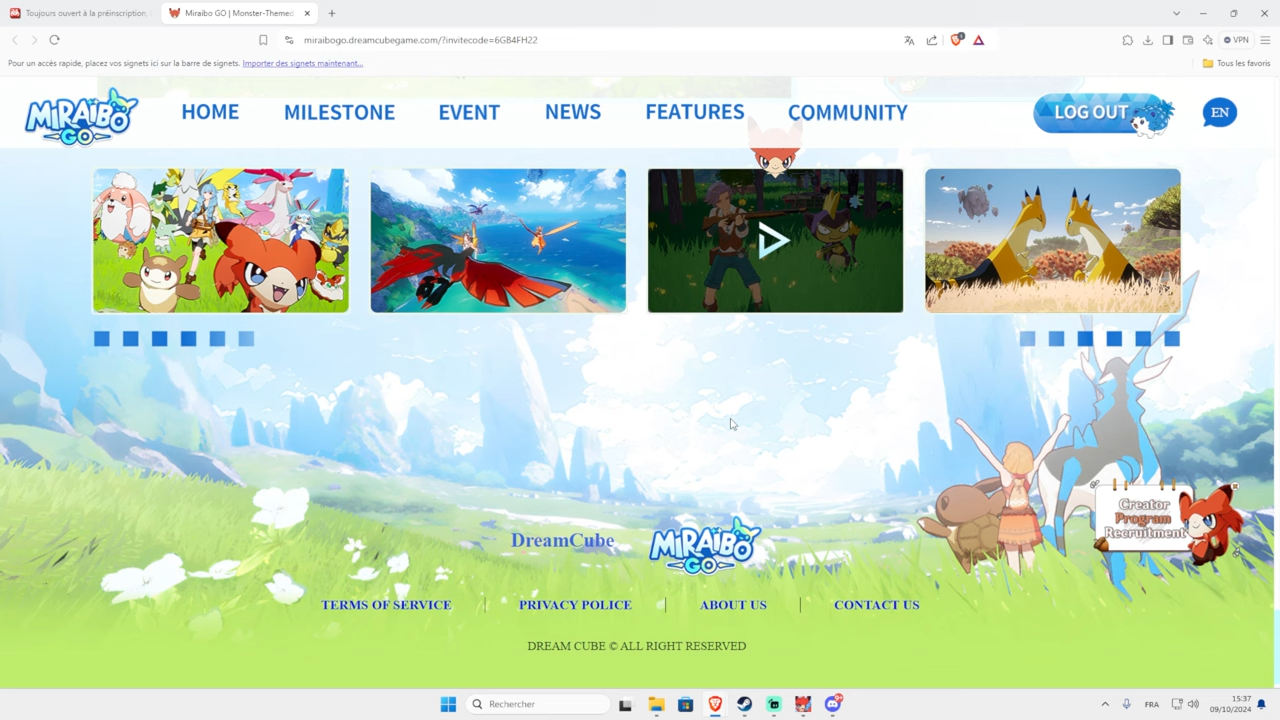 Toujours ouvert à la préinscription,
Miraibo GO | Monster-Themed
miraibogo.dreamcubegame.com/?invitecode=6GB4FH22
VPN
Pour un accès rapide, placez vos signets ici sur la barre de signets. Importer des signets maintenant...
Tous les favoris
MIRAIBO GO
HOME
MILESTONE
EVENT
NEWS
FEATURES
COMMUNITY
LOG OUT
EN
Creator
Program
Recruitment
DreamCube
MIRAIBO GO
TERMS OF SERVICE
PRIVACY POLICE
ABOUT US
CONTACT US
DREAM CUBE © ALL RIGHT RESERVED
Rechercher
FRA
15:37
09/10/2024